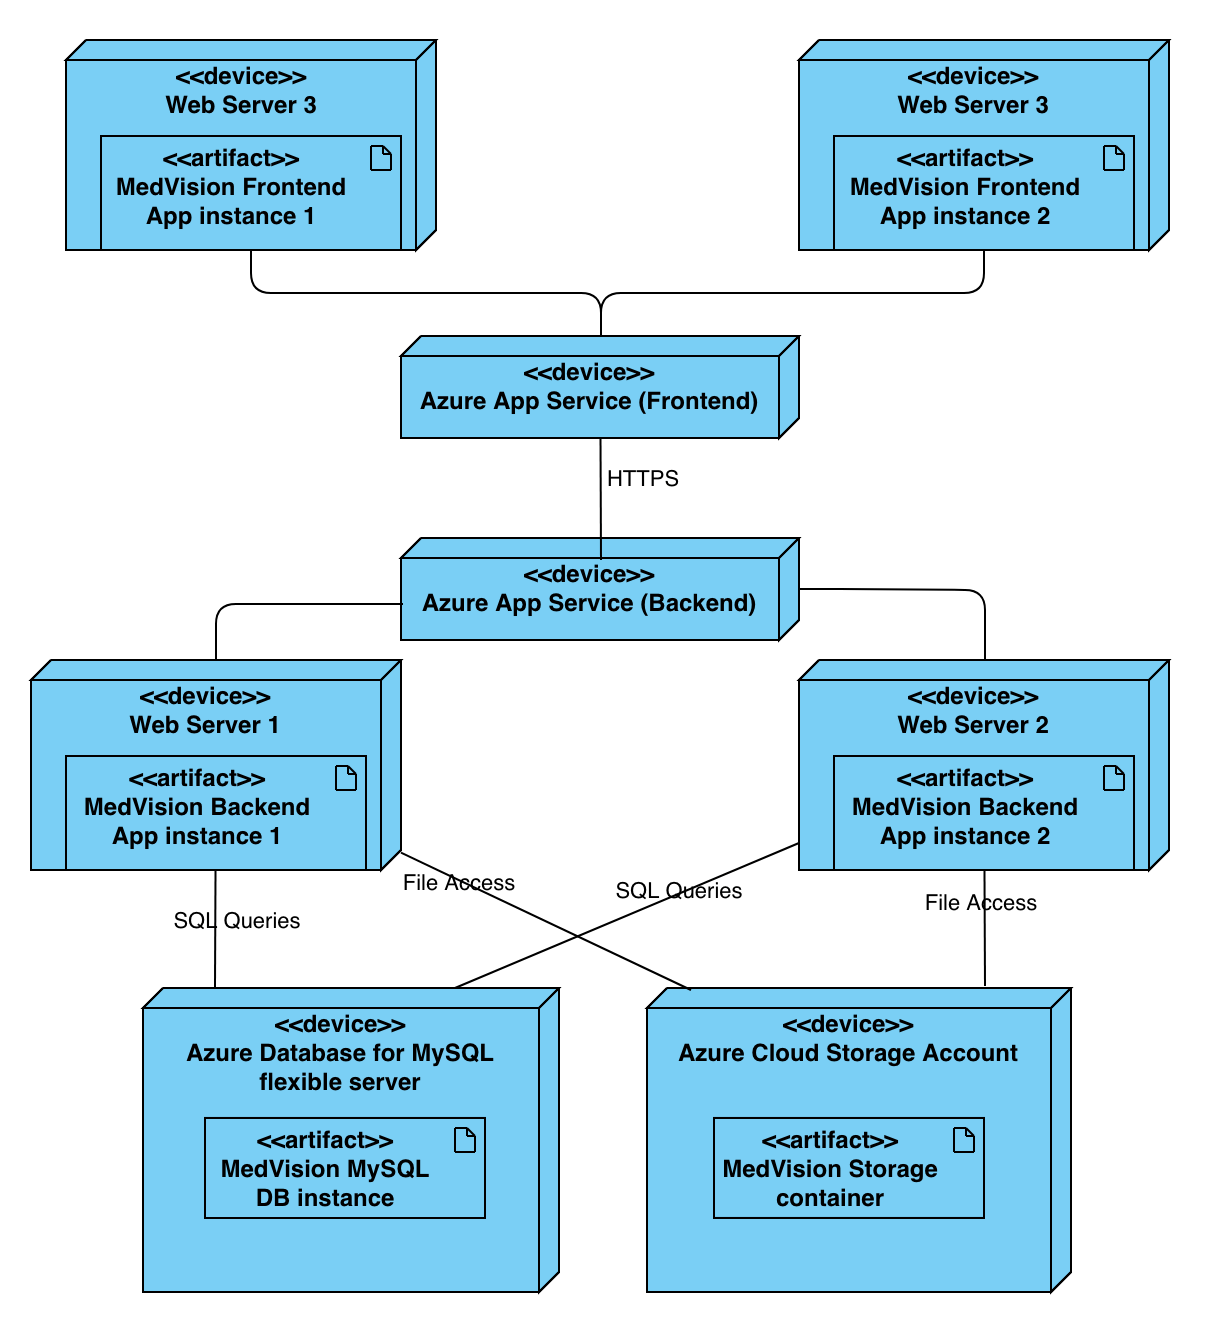 <<device>>
Web Server 3
<<artifact>>
MedVision Frontend
App instance 1
<<device>>
Web Server 3
<<artifact>>
MedVision Frontend
App instance 2
<<device>>
Azure App Service (Frontend)
HTTPS
<<device>>
Azure App Service (Backend)
<<device>>
Web Server 1
<<artifact>>
MedVision Backend
App instance 1
<<device>>
Web Server 2
<<artifact>>
MedVision Backend
App instance 2
SQL Queries
File Access
SQL Queries
File Access
<<device>>
Azure Database for MySQL
flexible server
<<artifact>>
MedVision MySQL
DB instance
<<device>>
Azure Cloud Storage Account
<<artifact>>
MedVision Storage
container